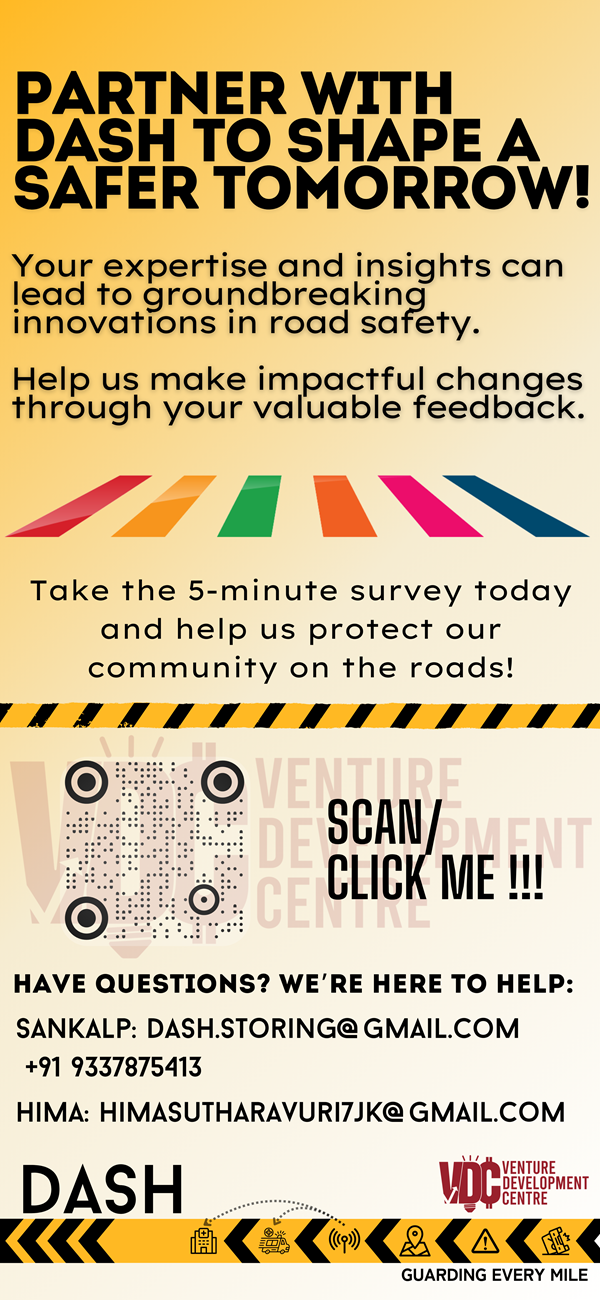 PARTNER WITH
DASH TO SHAPE A
SAFER TOMORROW!
Your expertise and insights can
lead to groundbreaking
innovations in road safety.
Help us make impactful changes
through your valuable feedback.
Take the 5-minute survey today
and help us protect our
community on the roads!
VENTURE
DEVELOPMENT
CENTRE
SCAN/
CLICK ME !!!
HAVE QUESTIONS? WE'RE HERE TO HELP:
SANKALP: DASH.STORING@GMAIL.COM
+91 9337875413
HIMA: HIMASUTHARAVURI7JK@GMAIL.COM
DASH
VDC VENTURE
DEVELOPMENT
CENTRE
GUARDING EVERY MILE